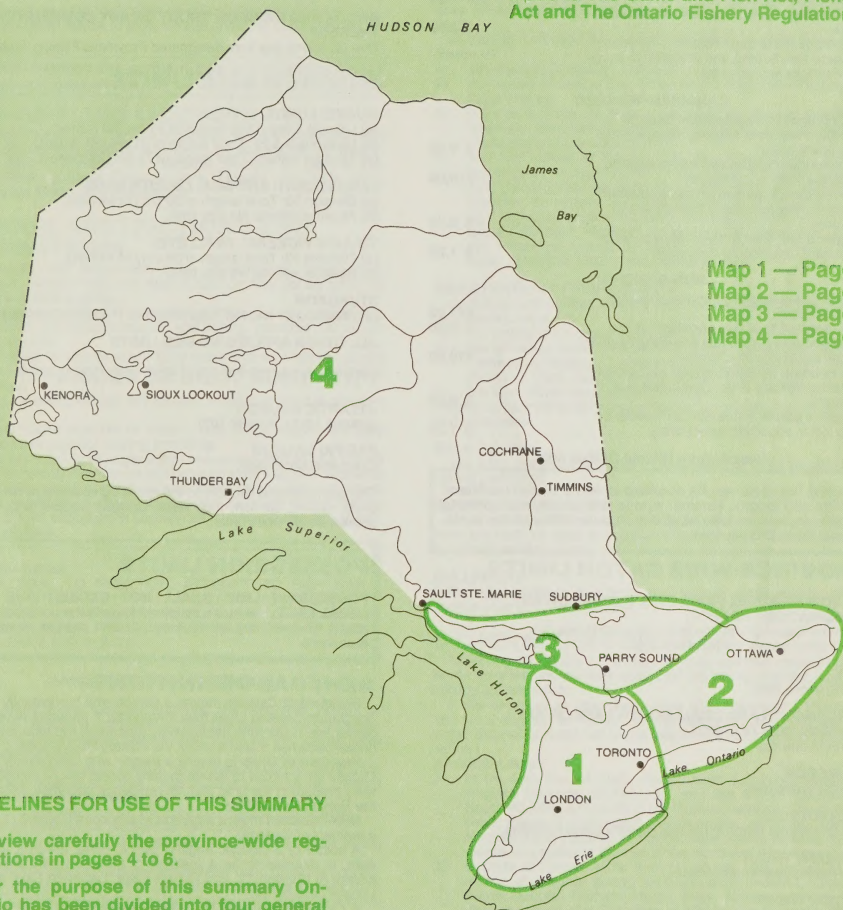 Act and The Ontario Fishery Regulation
HUDSON BAY
James
Bay
Map 1 — Pag
Map 2 — Pag
Map 3 — Pag
Map 4 — Pag
4
KENORA
SIOUX LOOKOUT
COCHRANE
TIMMINS
THUNDER BAY
Lake Superior
SAULT STE. MARIE
SUDBURY
3
PARRY SOUND
OTTAWA
2
Lake Huron
1
TORONTO
Lake Ontario
LONDON
Lake Erie
ELINES FOR USE OF THIS SUMMARY
view carefully the province-wide reg-
tions in pages 4 to 6.
r the purpose of this summary On-
io has been divided into four general